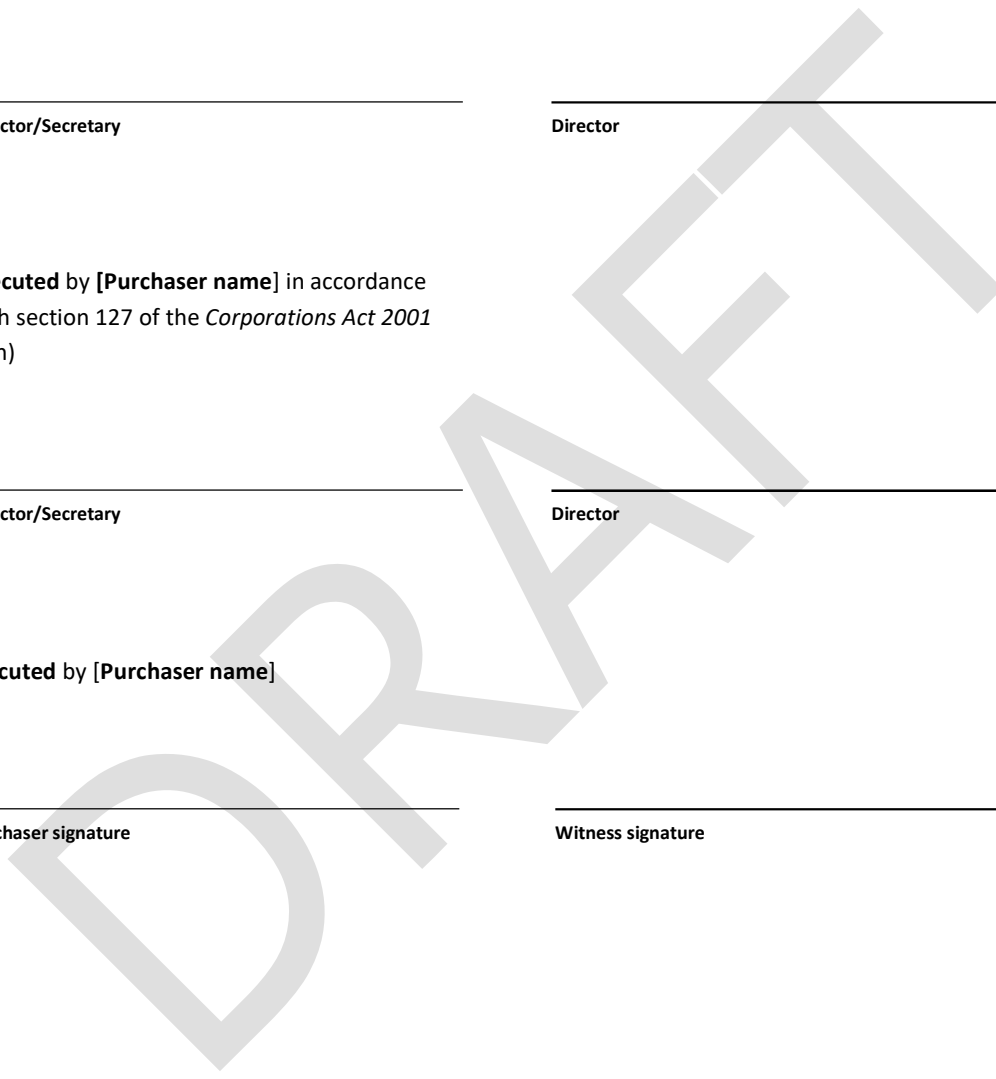 ctor/Secretary Director
cuted by [Purchaser name] in accordance
h section 127 of the Corporations Act 2001
n)
ctor/Secretary Director
cuted by [Purchaser name]
chaser signature Witness signature
DRAFT